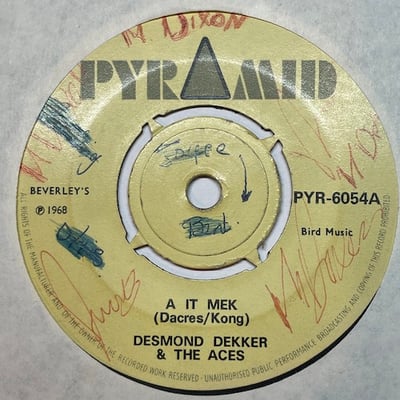 M Dixon
PYRAMID
BEVERLEY'S
℗ 1968
PYR-6054A
Bird Music
A IT MEK
(Dacres/Kong)
DESMOND DEKKER
& THE ACES
ALL RIGHTS OF THE MANUFACTURER AND OF THE OWNER OF THE RECORDED WORK RESERVED · UNAUTHORISED PUBLIC PERFORMANCE BROADCASTING AND COPYING OF THIS RECORD PROHIBITED